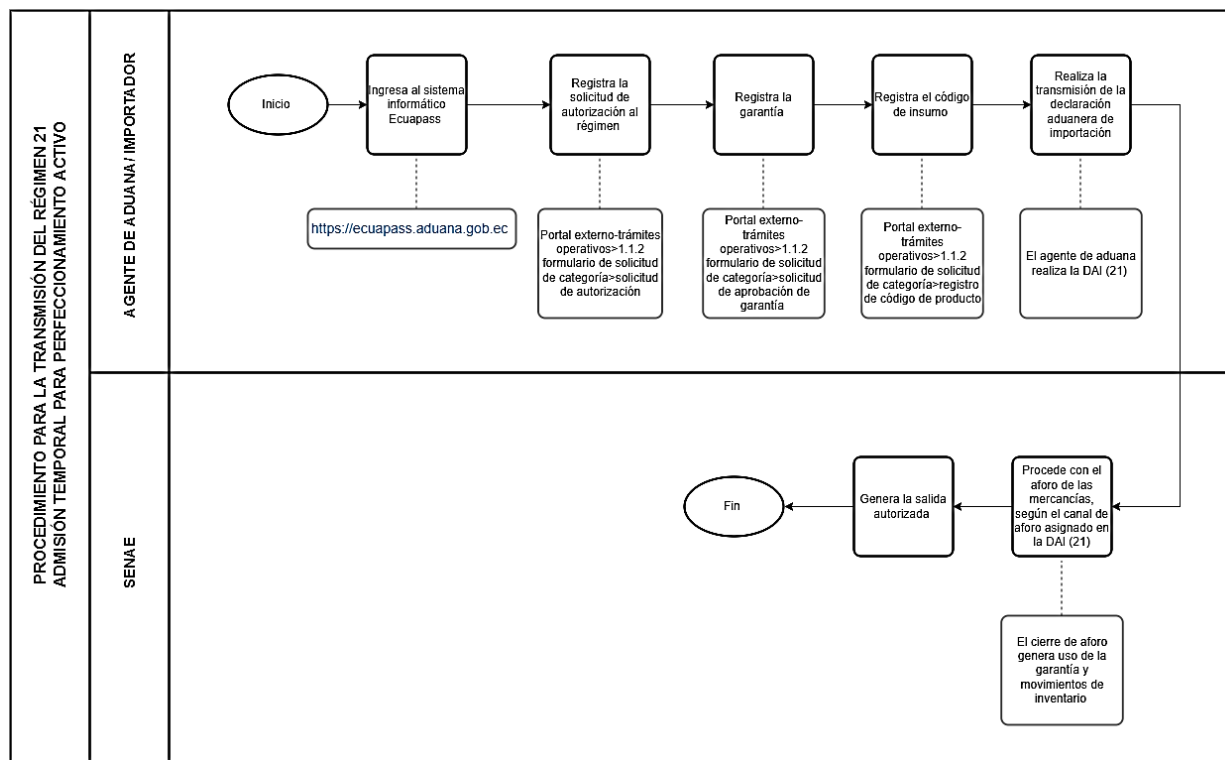 PROCEDIMIENTO PARA LA TRANSMISIÓN DEL RÉGIMEN 21
ADMISIÓN TEMPORAL PARA PERFECCIONAMIENTO ACTIVO
AGENTE DE ADUANA / IMPORTADOR
Inicio
Ingresa al sistema
informático
Ecuapass
Registra la
solicitud de
autorización al
régimen
Registra la
garantía
Registra el código
de insumo
Realiza la
transmisión de la
declaración
aduanera de
importación
https://ecuapass.aduana.gob.ec
Portal externo-
trámites
operativos>1.1.2
formulario de solicitud
de categoría>solicitud
de autorización
Portal externo-
trámites
operativos>1.1.2
formulario de solicitud
de categoría>solicitud
de aprobación de
garantía
Portal externo-
trámites
operativos>1.1.2
formulario de solicitud
de categoría>registro
de código de producto
El agente de aduana
realiza la DAI (21)
SENAE
Fin
Genera la salida
autorizada
Procede con el
aforo de las
mercancías,
según el canal de
aforo asignado en
la DAI (21)
El cierre de aforo
genera uso de la
garantía y
movimientos de
inventario